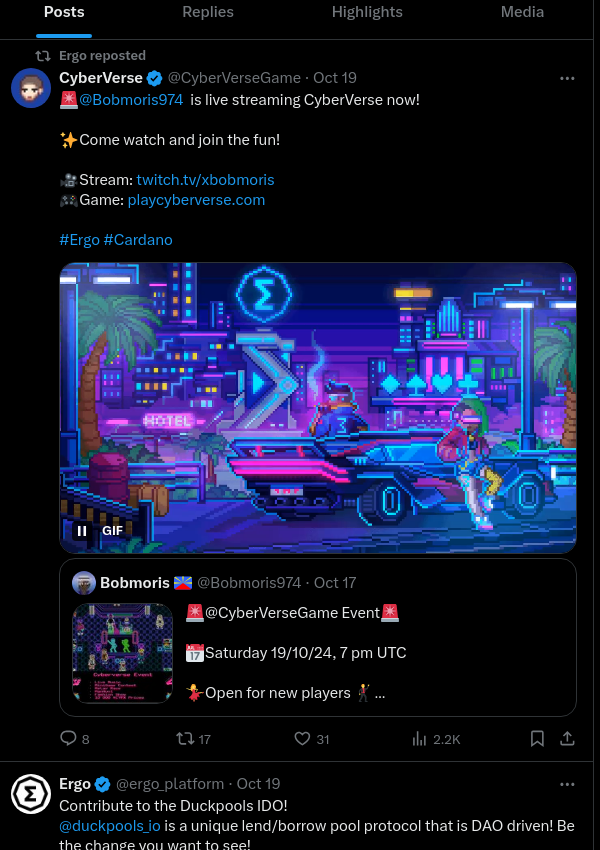 Posts Replies Highlights Media
Ergo reposted
CyberVerse @CyberVerseGame · Oct 19
🚨@Bobmoris974 is live streaming CyberVerse now!
✨Come watch and join the fun!
🎥Stream: twitch.tv/xbobmoris
🎮Game: playcyberverse.com
#Ergo #Cardano
Σ
HOTEL
Σ
GIF
Bobmoris 🇷🇪 @Bobmoris974 · Oct 17
🚨@CyberVerseGame Event🚨
Cyberverse Event
📅Saturday 19/10/24, 7 pm UTC
💃Open for new players 🕺...
8 17 31 2.2K
Ergo @ergo_platform · Oct 19
Σ
Contribute to the Duckpools IDO!
@duckpools_io is a unique lend/borrow pool protocol that is DAO driven! Be
the change you want to see!